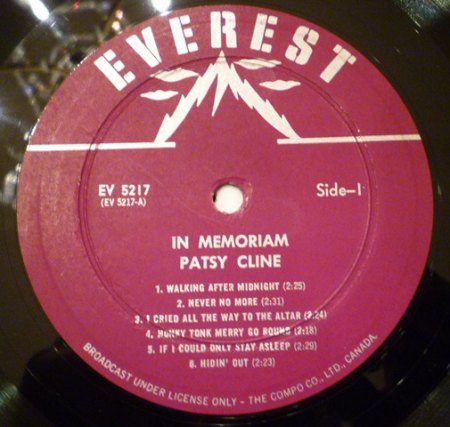 EVEREST
EV 5217
(EV 5217-A)
Side-1
IN MEMORIAM
PATSY CLINE
1. WALKING AFTER MIDNIGHT (2:25)
2. NEVER NO MORE (2:31)
3. I CRIED ALL THE WAY TO THE ALTAR (2:24)
4. HONKY TONK MERRY GO ROUND (2:18)
5. IF I COULD ONLY STAY ASLEEP (2:29)
6. HIDIN' OUT (2:23)
BROADCAST UNDER LICENSE ONLY - THE COMPO CO., LTD., CANADA.